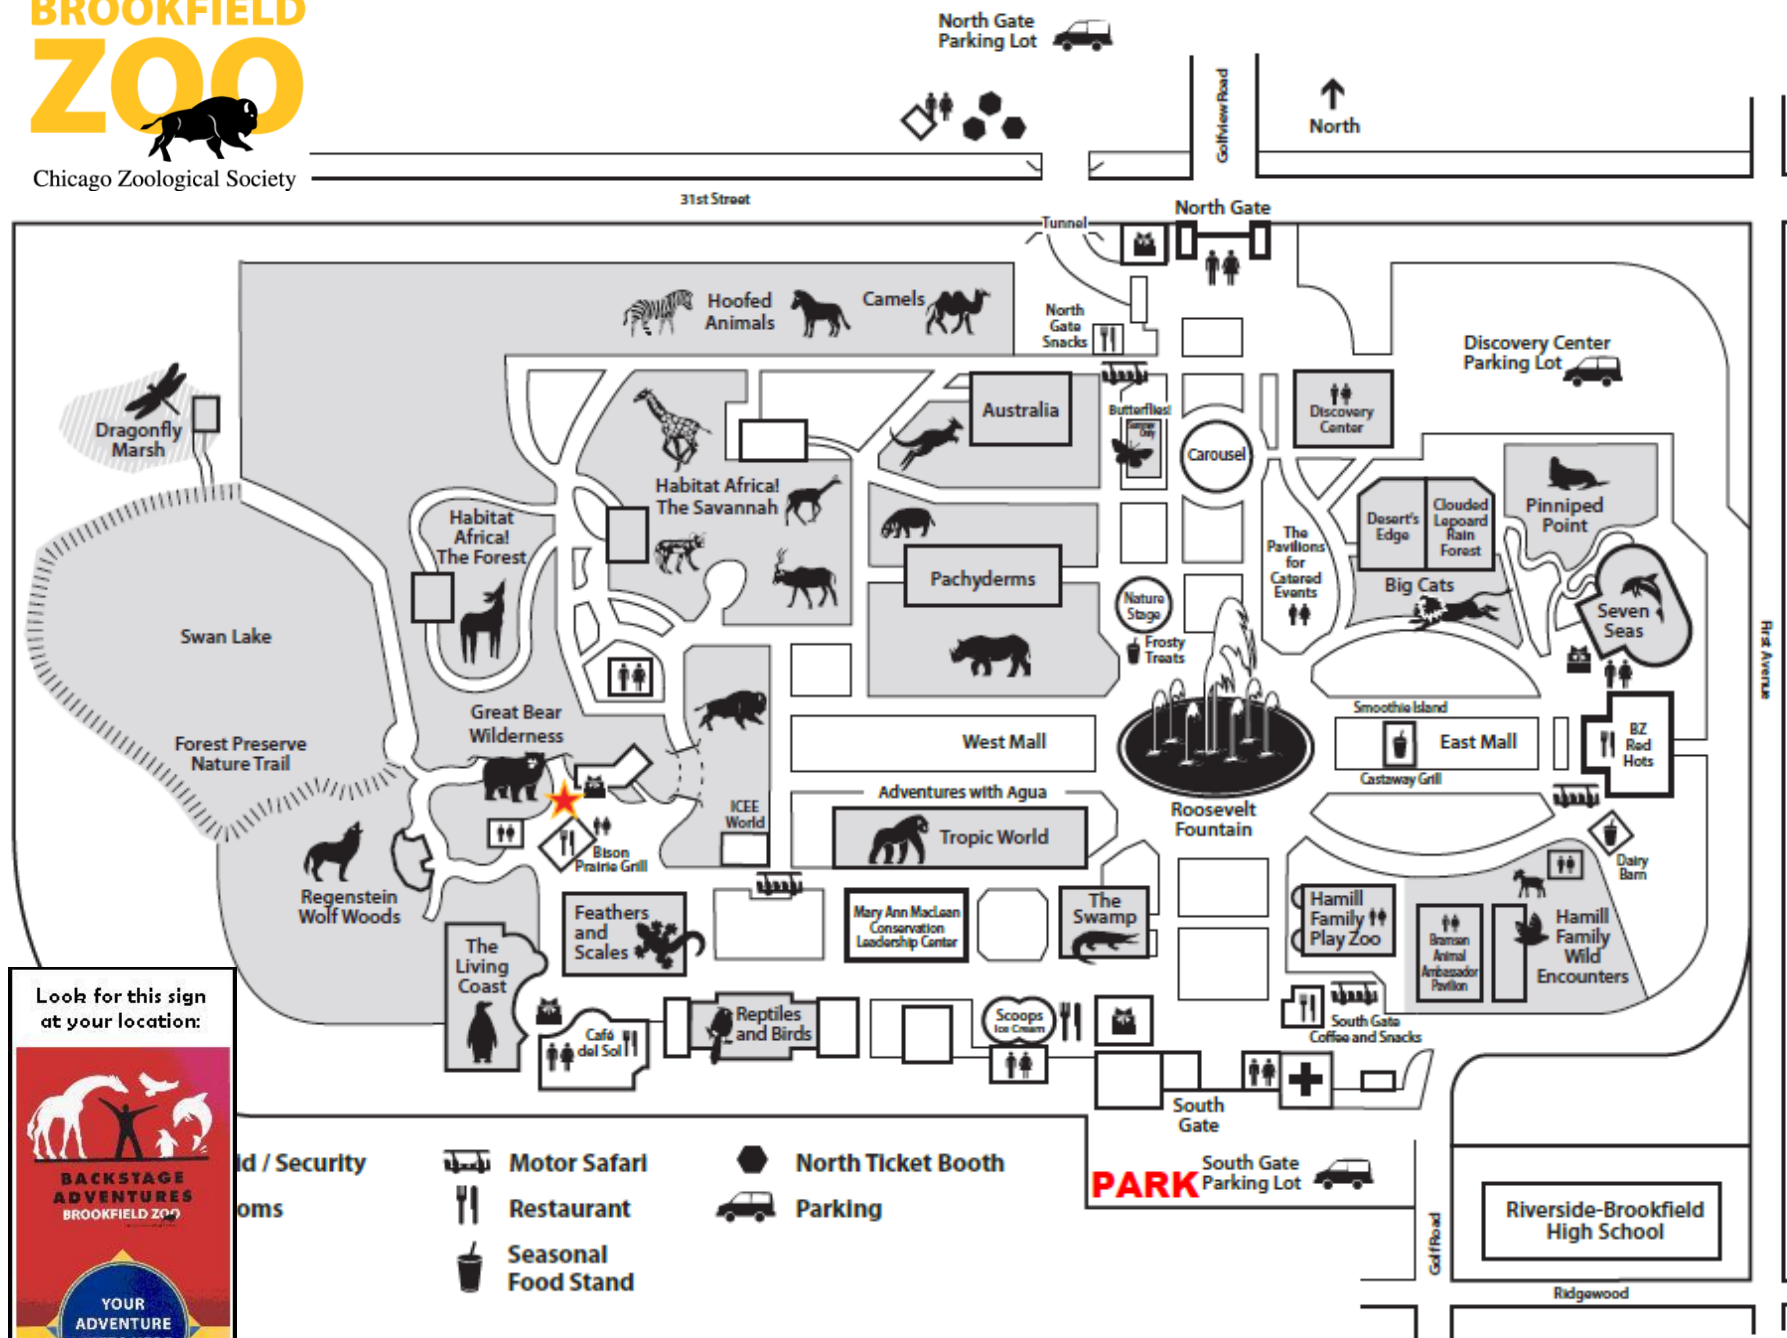 BROOKFIELD
ZOO
Chicago Zoological Society
North Gate
Parking Lot
Golfview Road
North
31st Street
Tunnel
North Gate
North
Gate
Snacks
Hoofed
Animals
Camels
Discovery Center
Parking Lot
Dragonfly
Marsh
Australia
Butterflies!
Summer
Only
Carousel
Discovery
Center
Habitat Africa!
The Savannah
Habitat
Africa!
The Forest
Pachyderms
Nature
Stage
Frosty
Treats
The
Pavilions
for
Catered
Events
Desert's
Edge
Clouded
Lepoard
Rain
Forest
Big Cats
Pinniped
Point
Seven
Seas
First Avenue
Swan Lake
Forest Preserve
Nature Trail
Great Bear
Wilderness
West Mall
Smoothie Island
East Mall
Castaway Grill
BZ
Red
Hots
Roosevelt
Fountain
Adventures with Agua
Tropic World
ICEE
World
Bison
Prairie Grill
Regenstein
Wolf Woods
Feathers
and
Scales
Mary Ann MacLean
Conservation
Leadership Center
The
Swamp
Hamill
Family
Play Zoo
Bramsen
Animal
Ambassador
Pavilion
Hamill
Family
Wild
Encounters
Dairy
Barn
The
Living
Coast
Café
del Sol
Reptiles
and Birds
Scoops
Ice Cream
South Gate
Coffee and Snacks
South
Gate
PARK
South Gate
Parking Lot
Golf Road
Riverside-Brookfield
High School
Ridgewood
Look for this sign
at your location:
BACKSTAGE
ADVENTURES
BROOKFIELD ZOO
YOUR
ADVENTURE
id / Security
oms
Motor Safari
Restaurant
Seasonal
Food Stand
North Ticket Booth
Parking